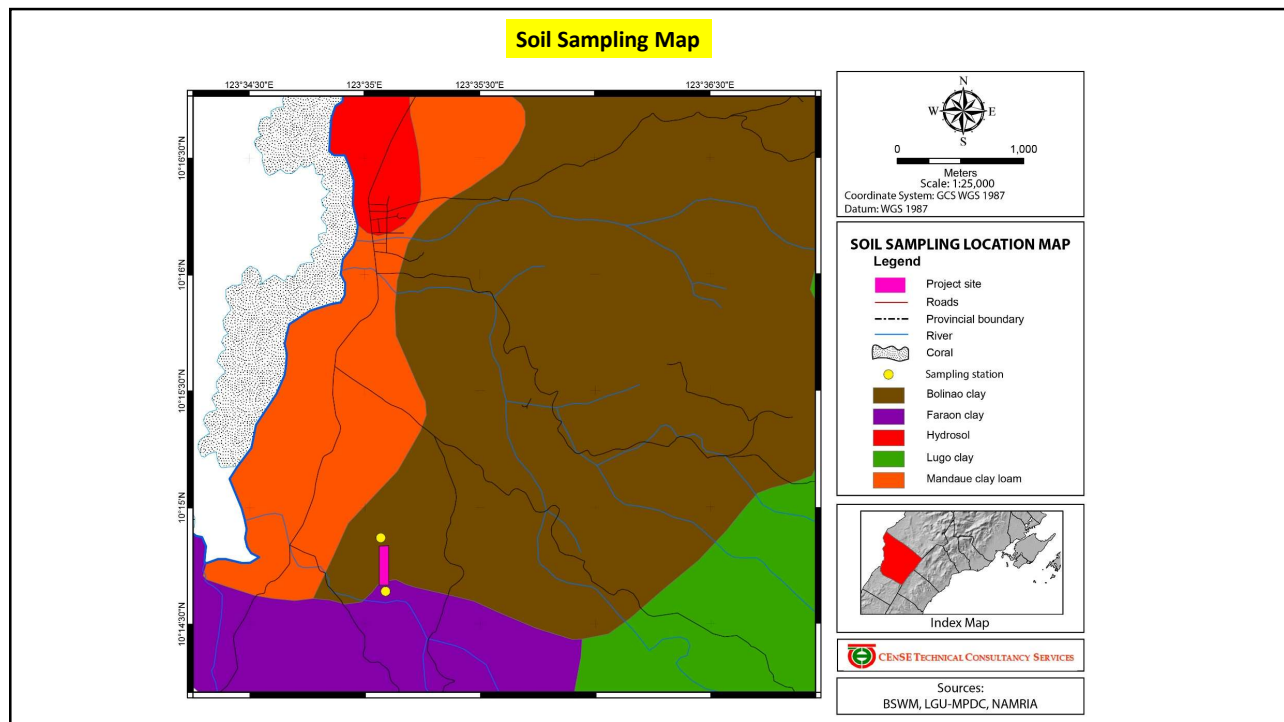 Soil Sampling Map
123°34'30"E
123°35'E
123°35'30"E
123°36'30"E
10°16'30"N
10°16'N
10°15'30"N
10°15'N
10°14'30"N
N
W
E
S
0
1,000
Meters
Scale: 1:25,000
Coordinate System: GCS WGS 1987
Datum: WGS 1987
SOIL SAMPLING LOCATION MAP
Legend
Project site
Roads
Provincial boundary
River
Coral
Sampling station
Bolinao clay
Faraon clay
Hydrosol
Lugo clay
Mandaue clay loam
Index Map
CEnSE Technical Consultancy Services
Sources:
BSWM, LGU-MPDC, NAMRIA